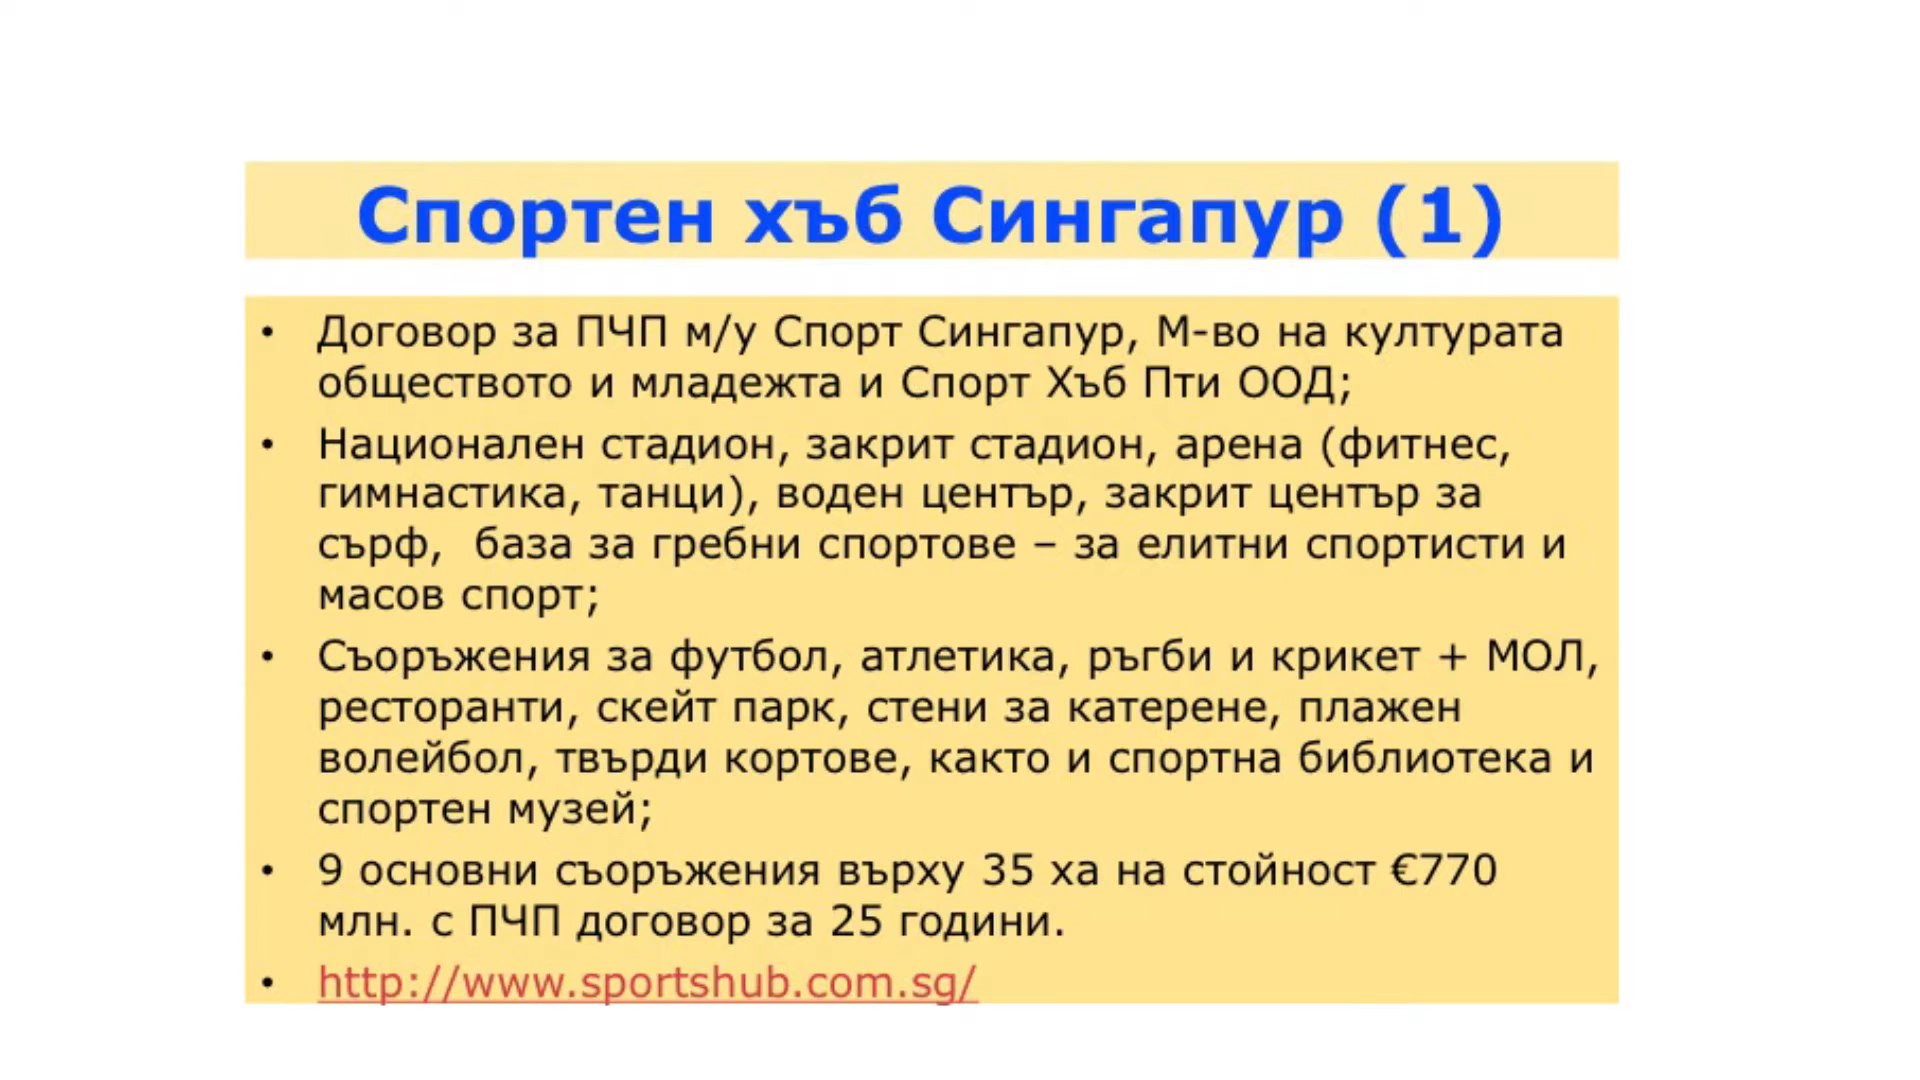 Спортен хъб Сингапур (1)
• Договор за ПЧП м/у Спорт Сингапур, М-во на културата
обществото и младежта и Спорт Хъб Пти ООД;
• Национален стадион, закрит стадион, арена (фитнес,
гимнастика, танци), воден център, закрит център за
сърф,  база за гребни спортове – за елитни спортисти и
масов спорт;
• Съоръжения за футбол, атлетика, ръгби и крикет + МОЛ,
ресторанти, скейт парк, стени за катерене, плажен
волейбол, твърди кортове, както и спортна библиотека и
спортен музей;
• 9 основни съоръжения върху 35 ха на стойност €770
млн. с ПЧП договор за 25 години.
• http://www.sportshub.com.sg/